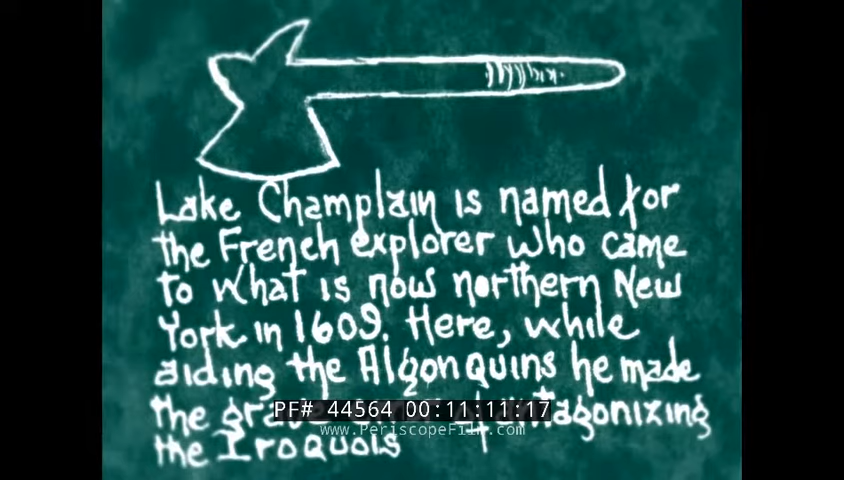 Lake Champlain is named for
the French explorer who came
to what is now northern New
York in 1609. Here, while
aiding the Algonquins he made
the
PF# 44564 00:11:11:17
www.PeriscopeFilm.com
the Iroquois